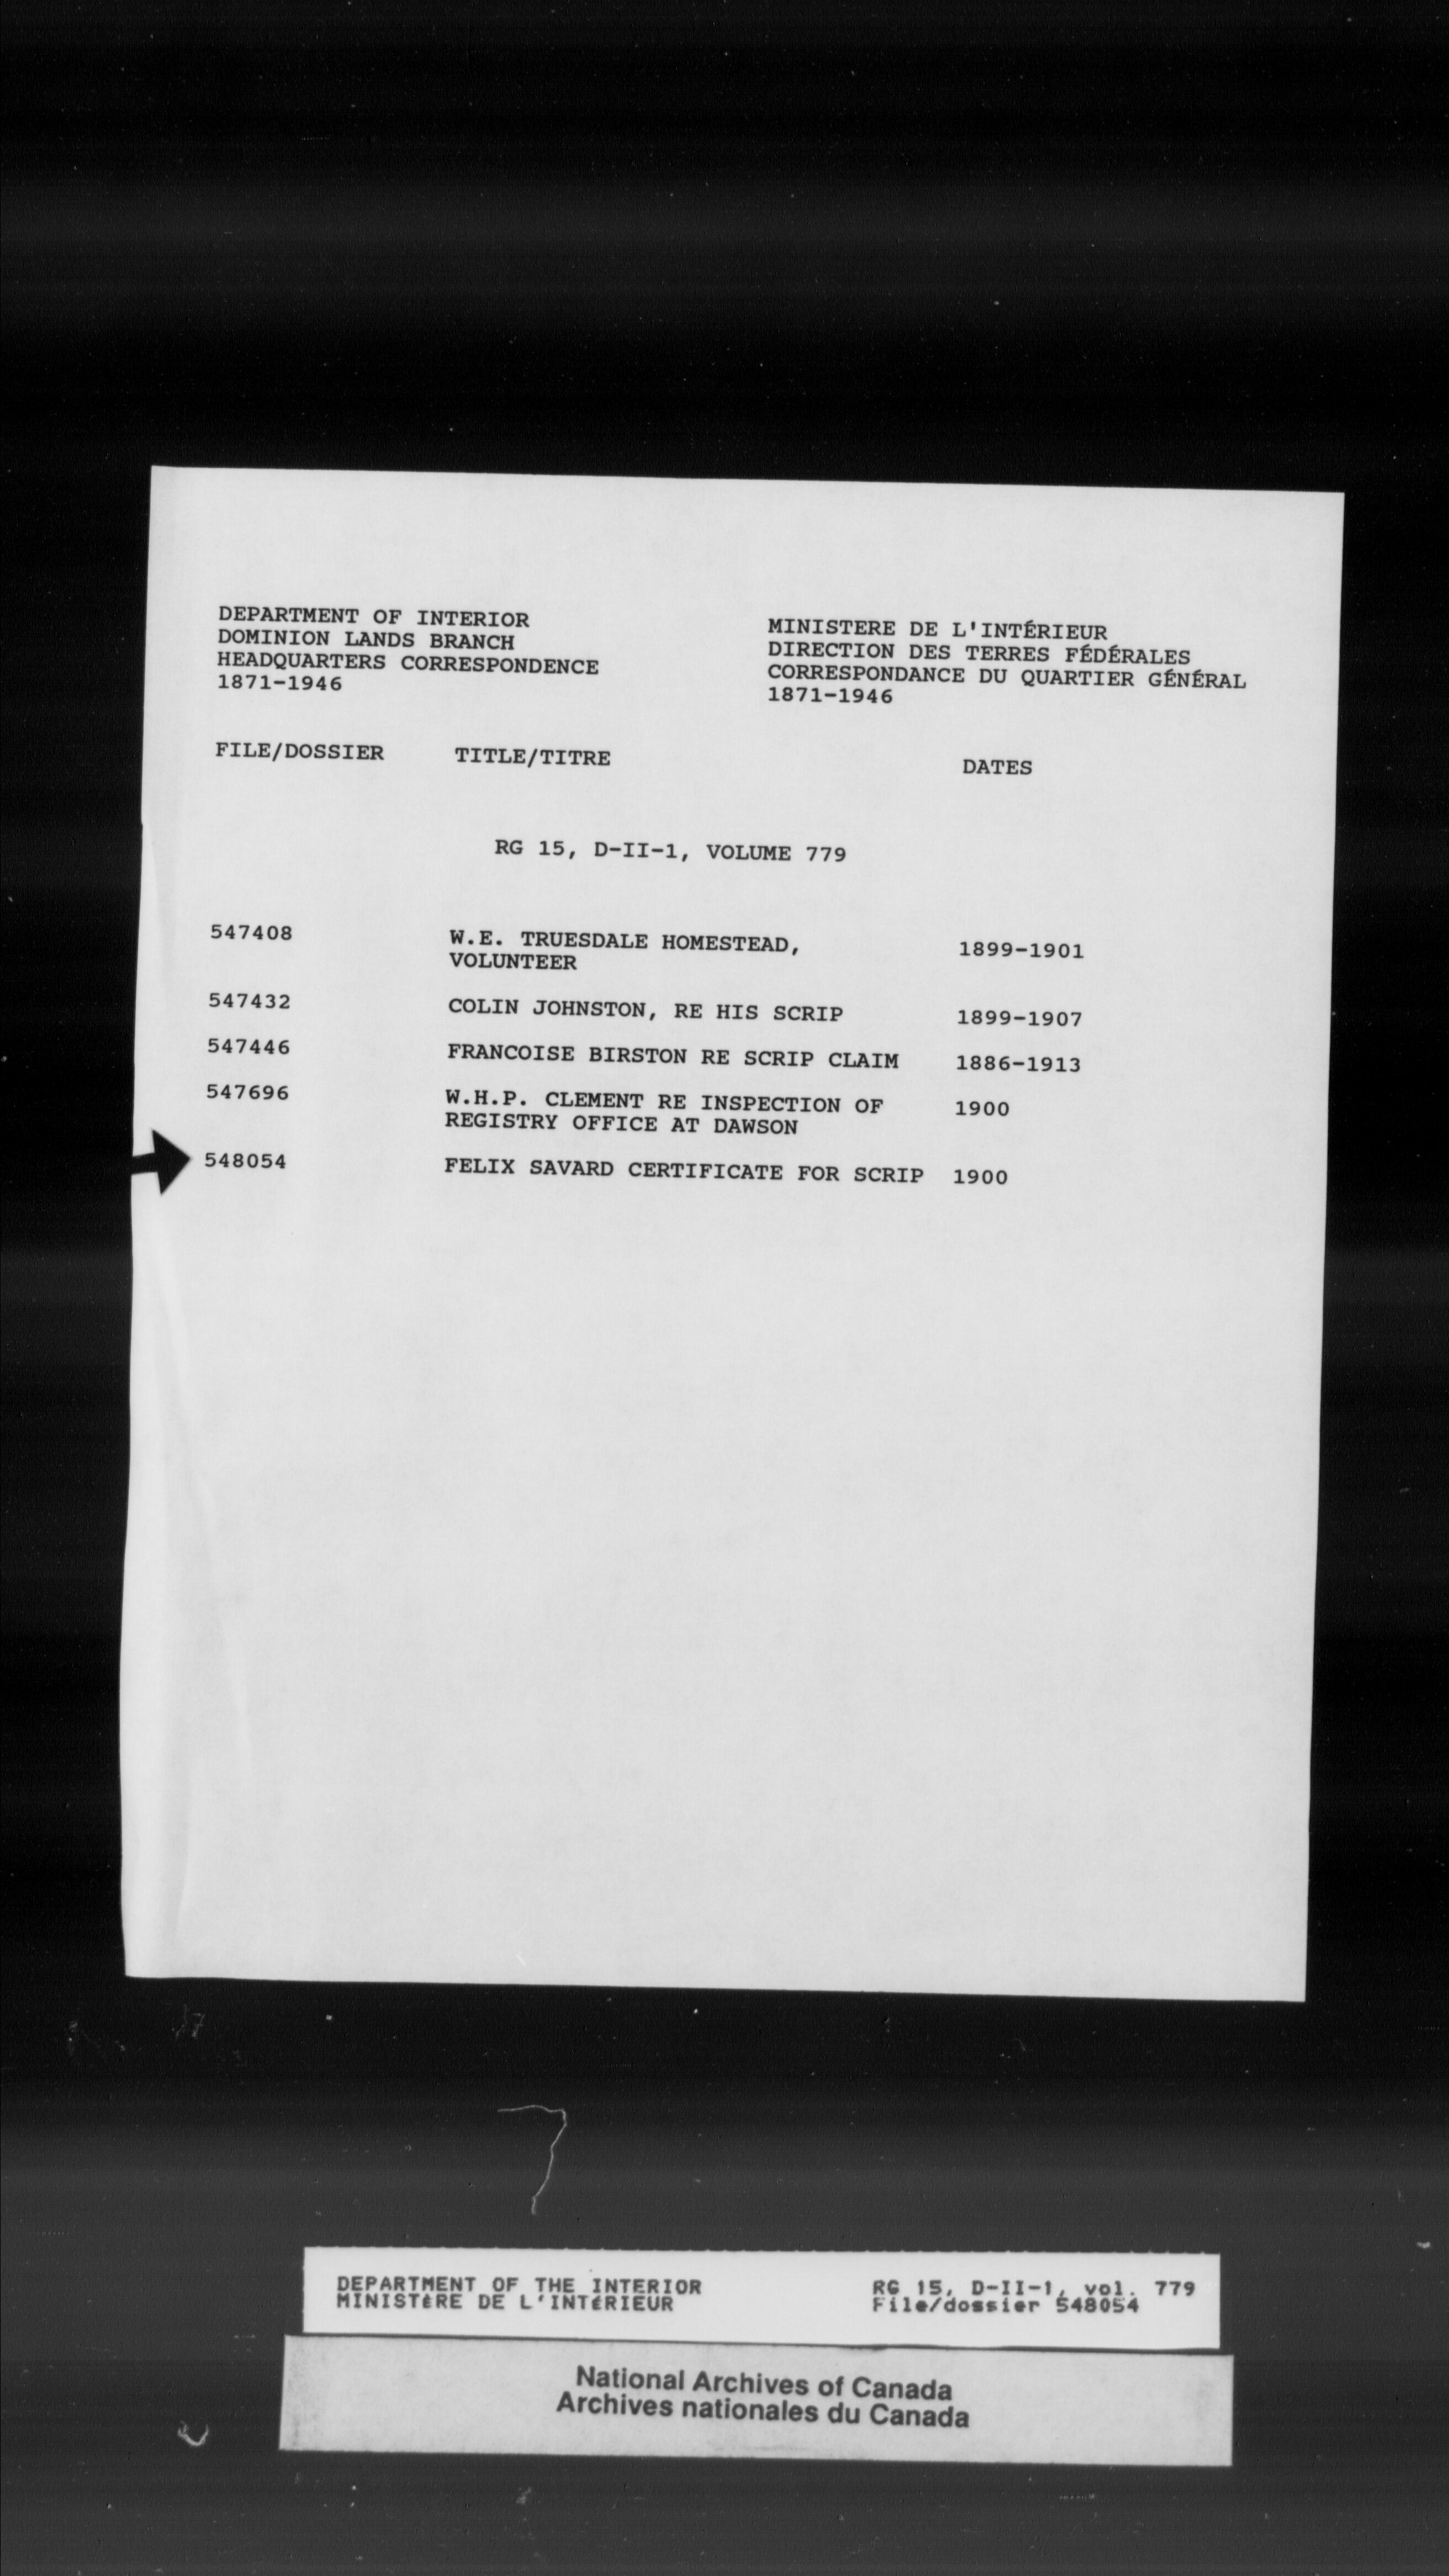 DEPARTMENT OF INTERIOR
DOMINION LANDS BRANCH
HEADQUARTERS CORRESPONDENCE
1871-1946
MINISTERE DE L'INTÉRIEUR
DIRECTION DES TERRES FÉDÉRALES
CORRESPONDANCE DU QUARTIER GÉNÉRAL
1871-1946
FILE/DOSSIER TITLE/TITRE DATES
RG 15, D-II-1, VOLUME 779
547408 W.E. TRUESDALE HOMESTEAD, 1899-1901
VOLUNTEER
547432 COLIN JOHNSTON, RE HIS SCRIP 1899-1907
547446 FRANCOISE BIRSTON RE SCRIP CLAIM 1886-1913
547696 W.H.P. CLEMENT RE INSPECTION OF 1900
REGISTRY OFFICE AT DAWSON
548054 FELIX SAVARD CERTIFICATE FOR SCRIP 1900
DEPARTMENT OF THE INTERIOR RG 15, D-II-1, vol. 779
MINISTÈRE DE L'INTÉRIEUR File/dossier 548054
National Archives of Canada
Archives nationales du Canada